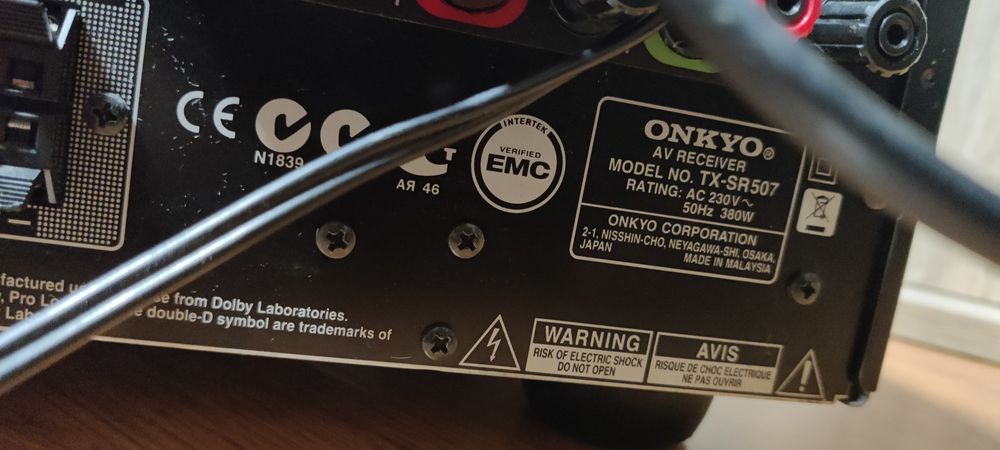 CE
N1839
АЯ 46
INTERTEK
VERIFIED
EMC
ONKYO®
AV RECEIVER
MODEL NO. TX-SR507
RATING: AC 230V~
50Hz 380W
ONKYO CORPORATION
2-1, NISSHIN-CHO, NEYAGAWA-SHI, OSAKA,
JAPAN MADE IN MALAYSIA
from Dolby Laboratories.
Pro
double-D symbol are trademarks of
WARNING
RISK OF ELECTRIC SHOCK
DO NOT OPEN
AVIS
RISQUE DE CHOC ELECTRIQUE
NE PAS OUVRIR